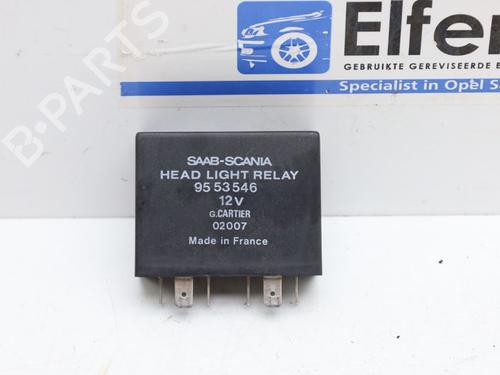 B-PARTS
Elfer
GEBRUIKTE GEREVISEERDE E
Specialist in Opel S
SAAB-SCANIA
HEAD LIGHT RELAY
95 53 546
12V
G.CARTIER
02007
Made in France